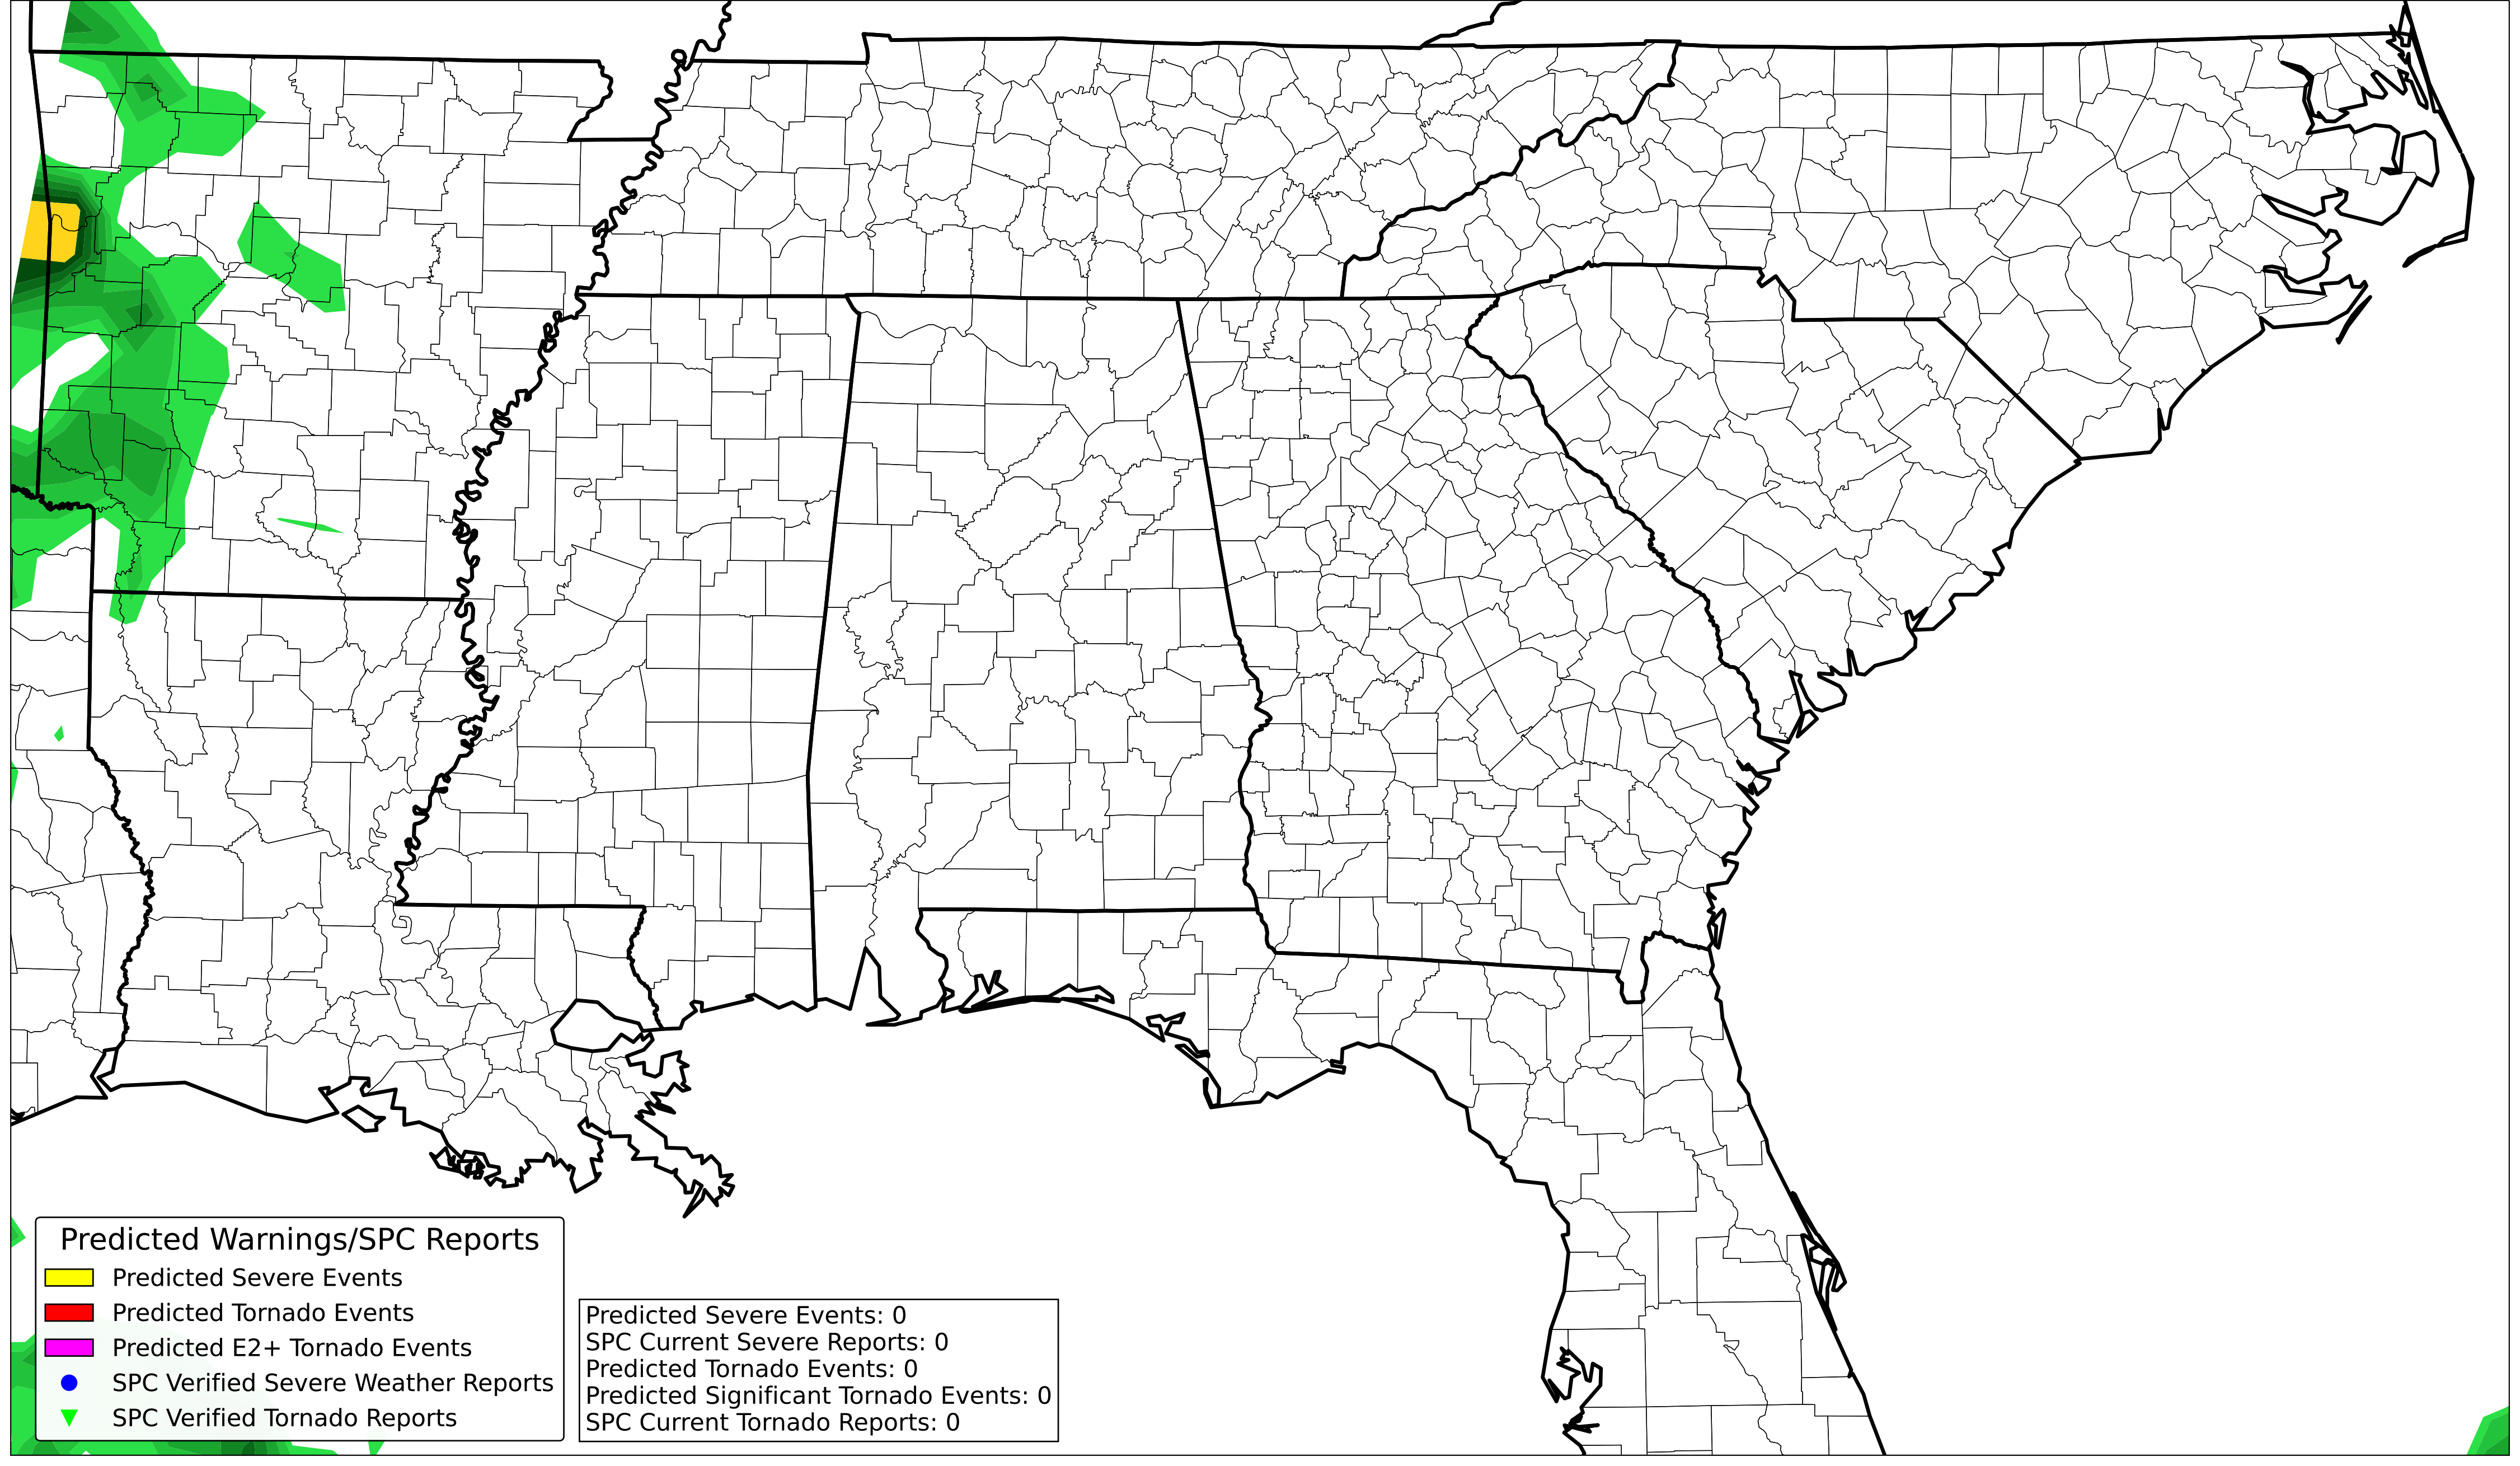 Predicted Warnings/SPC Reports
Predicted Severe Events
Predicted Tornado Events
Predicted E2+ Tornado Events
SPC Verified Severe Weather Reports
SPC Verified Tornado Reports
Predicted Severe Events: 0
SPC Current Severe Reports: 0
Predicted Tornado Events: 0
Predicted Significant Tornado Events: 0
SPC Current Tornado Reports: 0